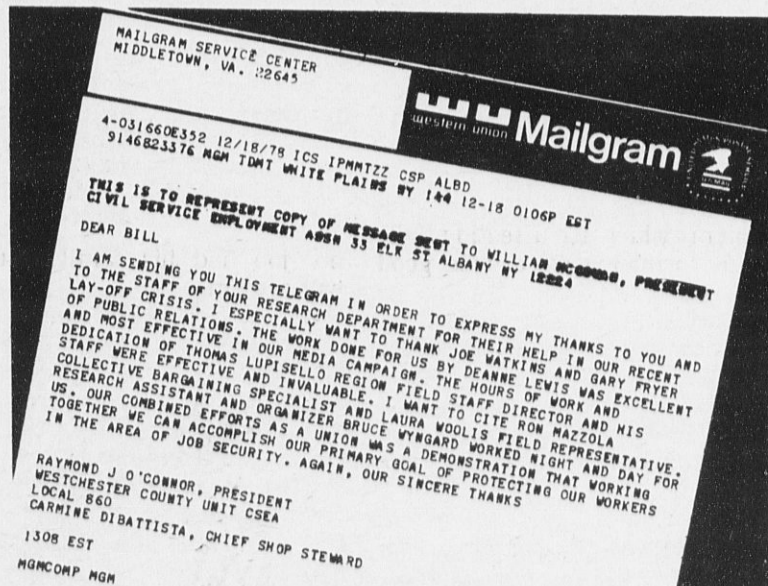 MAILGRAM SERVICE CENTER
MIDDLETOWN, VA. 22645
western union Mailgram
4-031660E352 12/18/78 ICS IPMMTZZ CSP ALBD
9146823376 MGM TDMT WHITE PLAINS NY 144 12-18 0106P EST
THIS IS TO REPRESENT COPY OF MESSAGE SENT TO WILLIAM MCGOWAN, PRESIDENT
CIVIL SERVICE EMPLOYMENT ASSN 33 ELK ST ALBANY NY 12224
DEAR BILL
I AM SENDING YOU THIS TELEGRAM IN ORDER TO EXPRESS MY THANKS TO YOU AND
TO THE STAFF OF YOUR RESEARCH DEPARTMENT FOR THEIR HELP IN OUR RECENT
LAY-OFF CRISIS. I ESPECIALLY WANT TO THANK JOE WATKINS AND GARY FRYER
OF PUBLIC RELATIONS. THE WORK DONE FOR US BY DEANNE LEWIS WAS EXCELLENT
AND MOST EFFECTIVE IN OUR MEDIA CAMPAIGN. THE HOURS OF WORK AND
DEDICATION OF THOMAS LUPISELLO REGION FIELD STAFF DIRECTOR AND HIS
STAFF WERE EFFECTIVE AND INVALUABLE. I WANT TO CITE RON MAZZOLA
COLLECTIVE BARGAINING SPECIALIST AND LAURA WOOLIS FIELD REPRESENTATIVE.
RESEARCH ASSISTANT AND ORGANIZER BRUCE WYNGARD WORKED NIGHT AND DAY FOR
US. OUR COMBINED EFFORTS AS A UNION WAS A DEMONSTRATION THAT WORKING
TOGETHER WE CAN ACCOMPLISH OUR PRIMARY GOAL OF PROTECTING OUR WORKERS
IN THE AREA OF JOB SECURITY. AGAIN, OUR SINCERE THANKS
RAYMOND J O'CONNOR, PRESIDENT
WESTCHESTER COUNTY UNIT CSEA
LOCAL 860
CARMINE DIBATTISTA, CHIEF SHOP STEWARD
1308 EST
MGMCOMP MGM